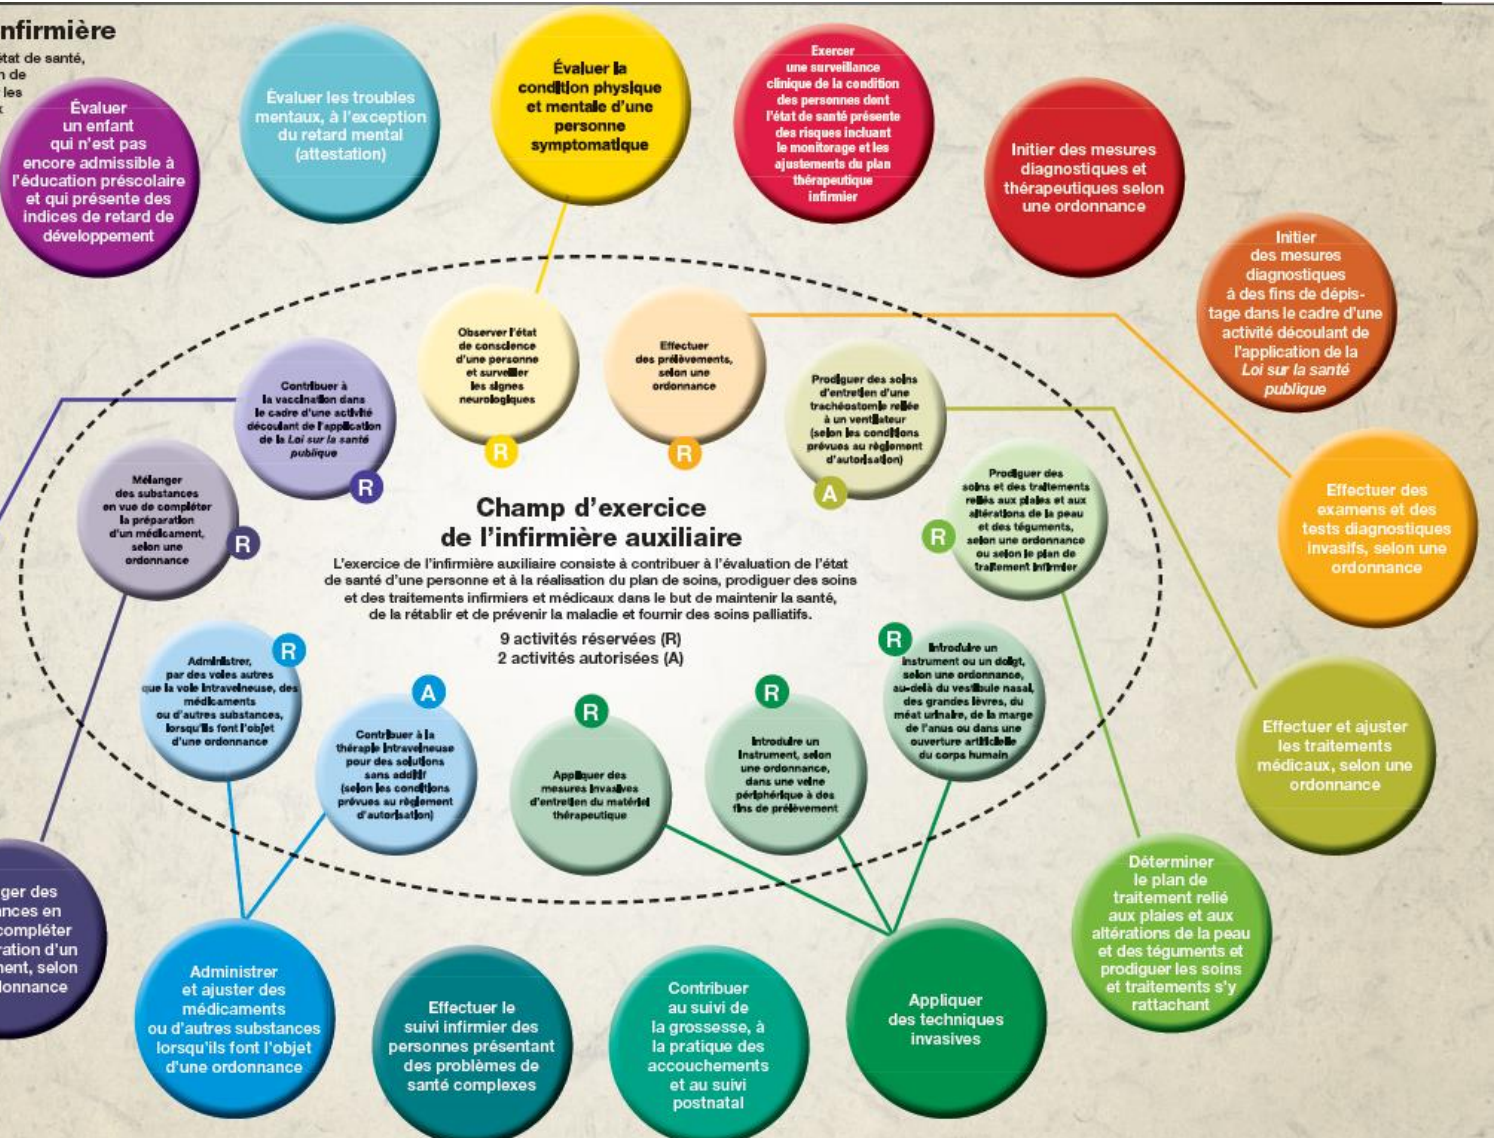 nfirmière
état de santé,
n de
les
Évaluer
un enfant
qui n'est pas
encore admissible à
l'éducation préscolaire
et qui présente des
indices de retard de
développement
Évaluer les troubles
mentaux, à l'exception
du retard mental
(attestation)
Évaluer la
condition physique
et mentale d'une
personne
symptomatique
Exercer
une surveillance
clinique de la condition
des personnes dont
l'état de santé présente
des risques incluant
le monitorage et les
ajustements du plan
thérapeutique
infirmier
Initier des mesures
diagnostiques et
thérapeutiques selon
une ordonnance
Initier
des mesures
diagnostiques
à des fins de dépis-
tage dans le cadre d'une
activité découlant de
l'application de la
Loi sur la santé
publique
Contribuer à
la vaccination dans
le cadre d'une activité
découlant de l'application
de la Loi sur la santé
publique
R
Observer l'état
de conscience
d'une personne
et surveiller
les signes
neurologiques
R
Effectuer
des prélèvements,
selon une
ordonnance
R
Prodiguer des soins
d'entretien d'une
trachéostomie reliée
à un ventilateur
(selon les conditions
prévues au règlement
d'autorisation)
A
Mélanger
des substances
en vue de compléter
la préparation
d'un médicament,
selon une
ordonnance
R
Prodiguer des
soins et des traitements
reliés aux plaies et aux
altérations de la peau
et des téguments,
selon une ordonnance
ou selon le plan de
traitement infirmier
R
Effectuer des
examens et des
tests diagnostiques
invasifs, selon une
ordonnance
Champ d'exercice
de l'infirmière auxiliaire
L'exercice de l'infirmière auxiliaire consiste à contribuer à l'évaluation de l'état
de santé d'une personne et à la réalisation du plan de soins, prodiguer des soins
et des traitements infirmiers et médicaux dans le but de maintenir la santé,
de la rétablir et de prévenir la maladie et fournir des soins palliatifs.
9 activités réservées (R)
2 activités autorisées (A)
Administrer,
par des voies autres
que la voie intraveineuse, des
médicaments
ou d'autres substances,
lorsqu'ils font l'objet
d'une ordonnance
R
Contribuer à la
thérapie intraveineuse
pour des solutions
sans additif
(selon les conditions
prévues au règlement
d'autorisation)
A
Appliquer des
mesures invasives
d'entretien du matériel
thérapeutique
R
Introduire un
instrument, selon
une ordonnance,
dans une veine
périphérique à des
fins de prélèvement
R
Introduire un
instrument ou un doigt,
selon une ordonnance,
au-delà du vestibule nasal,
des grandes lèvres, du
méat urinaire, de la marge
de l'anus ou dans une
ouverture artificielle
du corps humain
R
Effectuer et ajuster
les traitements
médicaux, selon une
ordonnance
ger des
ances en
compléter
ration d'un
ment, selon
donnance
Administrer
et ajuster des
médicaments
ou d'autres substances
lorsqu'ils font l'objet
d'une ordonnance
Effectuer le
suivi infirmier des
personnes présentant
des problèmes de
santé complexes
Contribuer
au suivi de
la grossesse, à
la pratique des
accouchements
et au suivi
postnatal
Appliquer
des techniques
invasives
Déterminer
le plan de
traitement relié
aux plaies et aux
altérations de la peau
et des téguments et
prodiguer les soins
et traitements s'y
rattachant